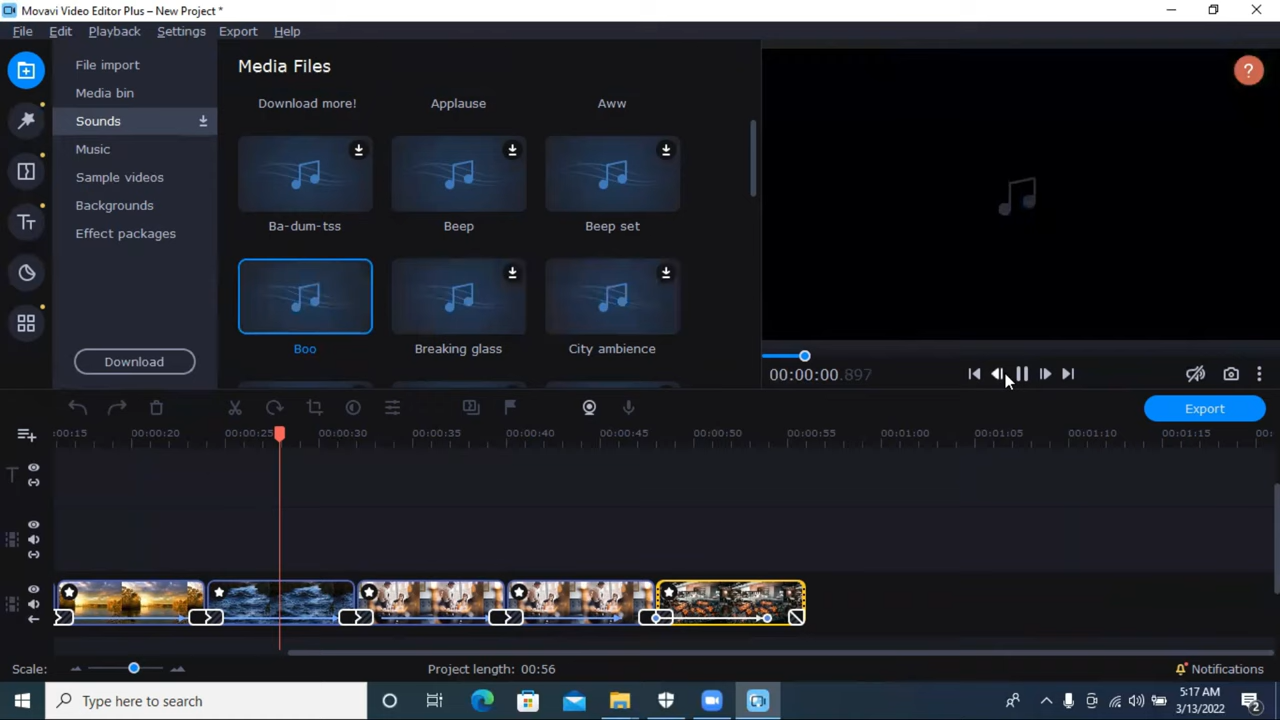 Movavi Video Editor Plus – New Project *
File Edit Playback Settings Export Help
File import
Media bin
Sounds
Music
Sample videos
Backgrounds
Effect packages
Download
Media Files
Download more! Applause Aww
Ba-dum-tss Beep Beep set
Boo Breaking glass City ambience
?
00:00:00.897
Export
:00:15 00:00:20 00:00:25 00:00:30 00:00:35 00:00:40 00:00:45 00:00:50 00:00:55 00:01:00 00:01:05 00:01:10 00:01:15 00:
Scale:
Project length: 00:56
Notifications
Type here to search
5:17 AM
3/13/2022
2